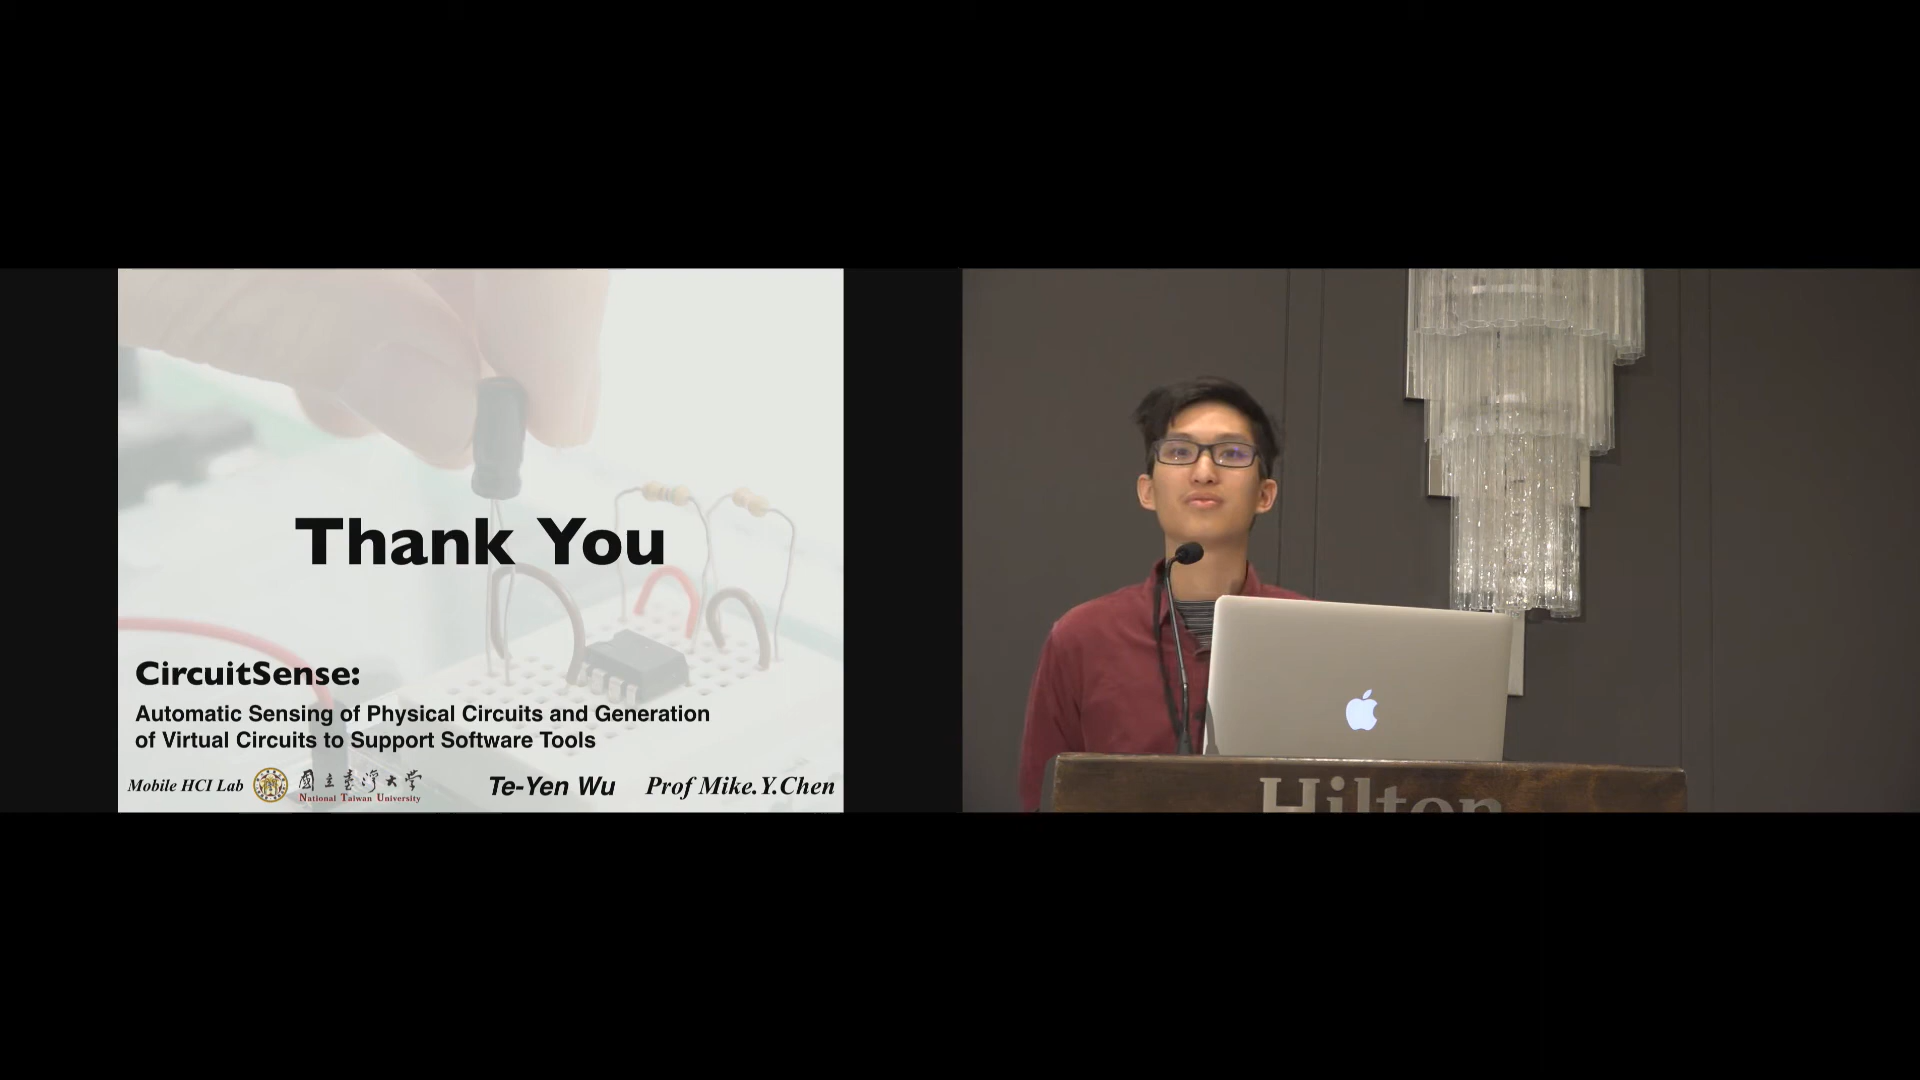 Thank You
CircuitSense:
Automatic Sensing of Physical Circuits and Generation
of Virtual Circuits to Support Software Tools
Mobile HCI Lab
國立臺灣大學
National Taiwan University
Te-Yen Wu
Prof Mike.Y.Chen
Hilton